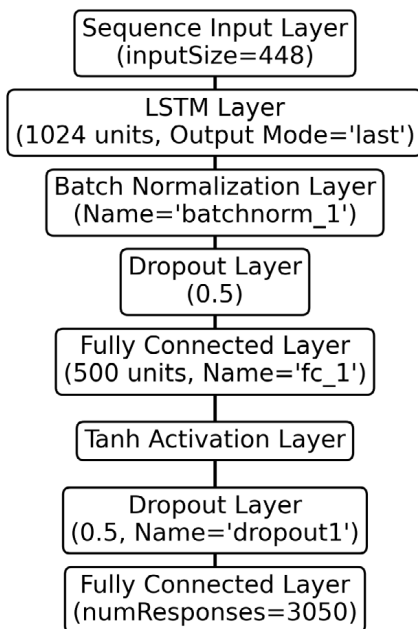 Sequence Input Layer
(inputSize=448)
LSTM Layer
(1024 units, Output Mode='last')
Batch Normalization Layer
(Name='batchnorm_1')
Dropout Layer
(0.5)
Fully Connected Layer
(500 units, Name='fc_1')
Tanh Activation Layer
Dropout Layer
(0.5, Name='dropout1')
Fully Connected Layer
(numResponses=3050)